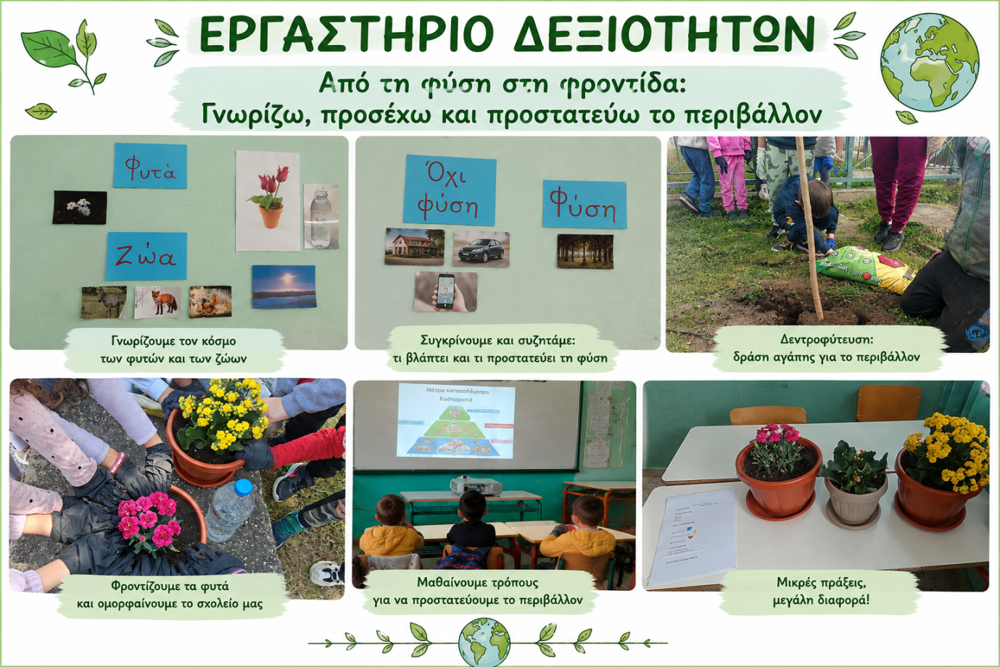 ΕΡΓΑΣΤΗΡΙΟ ΔΕΞΙΟΤΗΤΩΝ
Από τη φύση στη φροντίδα:
Γνωρίζω, προσέχω και προστατεύω το περιβάλλον
Φυτά
Ζώα
Γνωρίζουμε τον κόσμο
των φυτών και των ζώων
Όχι
φύση
Φύση
Συγκρίνουμε και συζητάμε:
τι βλάπτει και τι προστατεύει τη φύση
Δεντροφύτευση:
δράση αγάπης για το περιβάλλον
Φροντίζουμε τα φυτά
και ομορφαίνουμε το σχολείο μας
Μέτρα καταπολέμησης
Μαθαίνουμε τρόπους
για να προστατεύουμε το περιβάλλον
Μικρές πράξεις,
μεγάλη διαφορά!